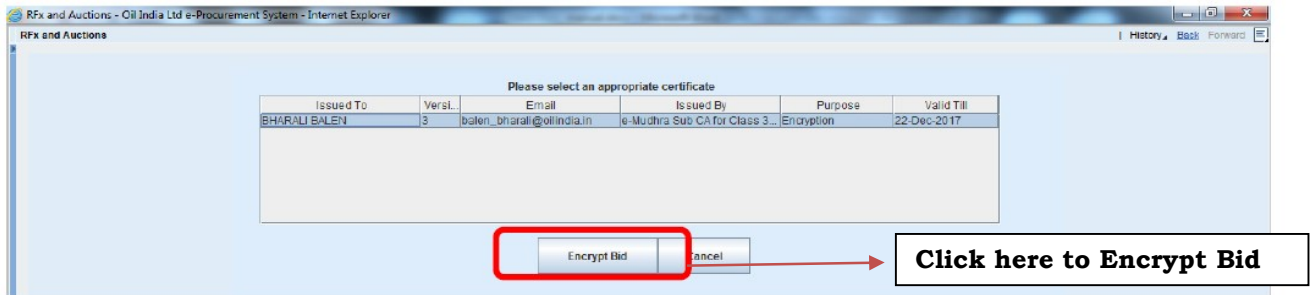 RFx and Auctions - Oil India Ltd e-Procurement System - Internet Explorer
RFx and Auctions | History Back Forward
Please select an appropriate certificate
Issued To Versi... Email Issued By Purpose Valid Till
BHARALI BALEN 3 balen_bharali@oilindia.in e-Mudhra Sub CA for Class 3... Encryption 22-Dec-2017
Encrypt Bid Cancel
Click here to Encrypt Bid